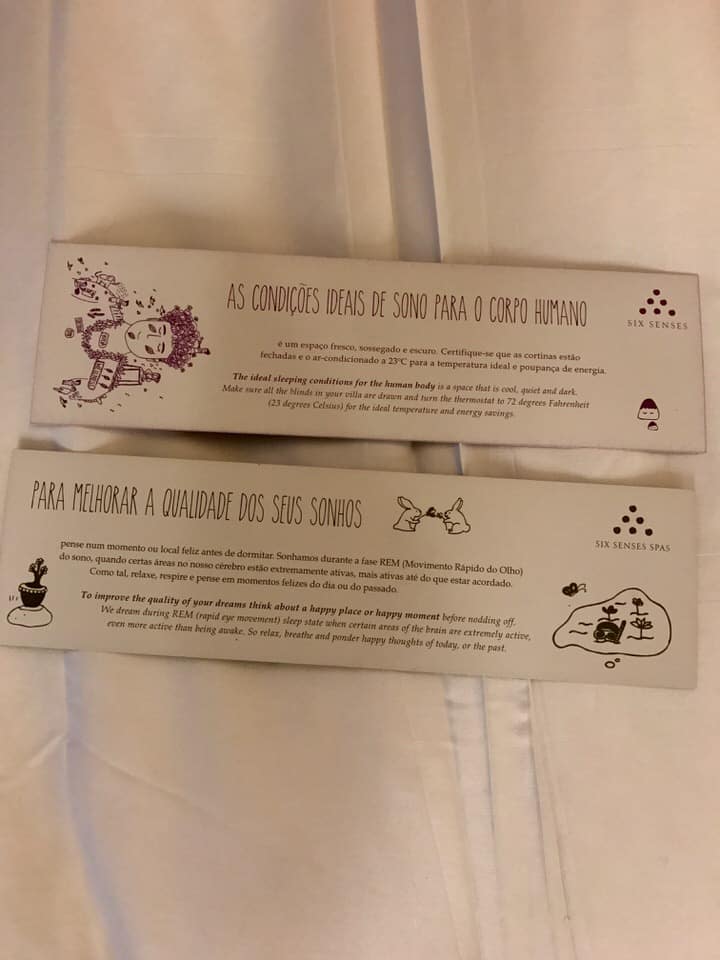 AS CONDIÇÕES IDEAIS DE SONO PARA O CORPO HUMANO
SIX SENSES
é um espaço fresco, sossegado e escuro. Certifique-se que as cortinas estão
fechadas e o ar-condicionado a 23ºC para a temperatura ideal e poupança de energia.
The ideal sleeping conditions for the human body is a space that is cool, quiet and dark.
Make sure all the blinds in your villa are drawn and turn the thermostat to 72 degrees Fahrenheit
(23 degrees Celsius) for the ideal temperature and energy savings.
PARA MELHORAR A QUALIDADE DOS SEUS SONHOS
SIX SENSES SPAS
pense num momento ou local feliz antes de dormitar. Sonhamos durante a fase REM (Movimento Rápido do Olho)
do sono, quando certas áreas no nosso cérebro estão extremamente ativas, mais ativas até do que estar acordado.
Como tal, relaxe, respire e pense em momentos felizes do dia ou do passado.
To improve the quality of your dreams think about a happy place or happy moment before nodding off.
We dream during REM (rapid eye movement) sleep state when certain areas of the brain are extremely active,
even more active than being awake. So relax, breathe and ponder happy thoughts of today, or the past.